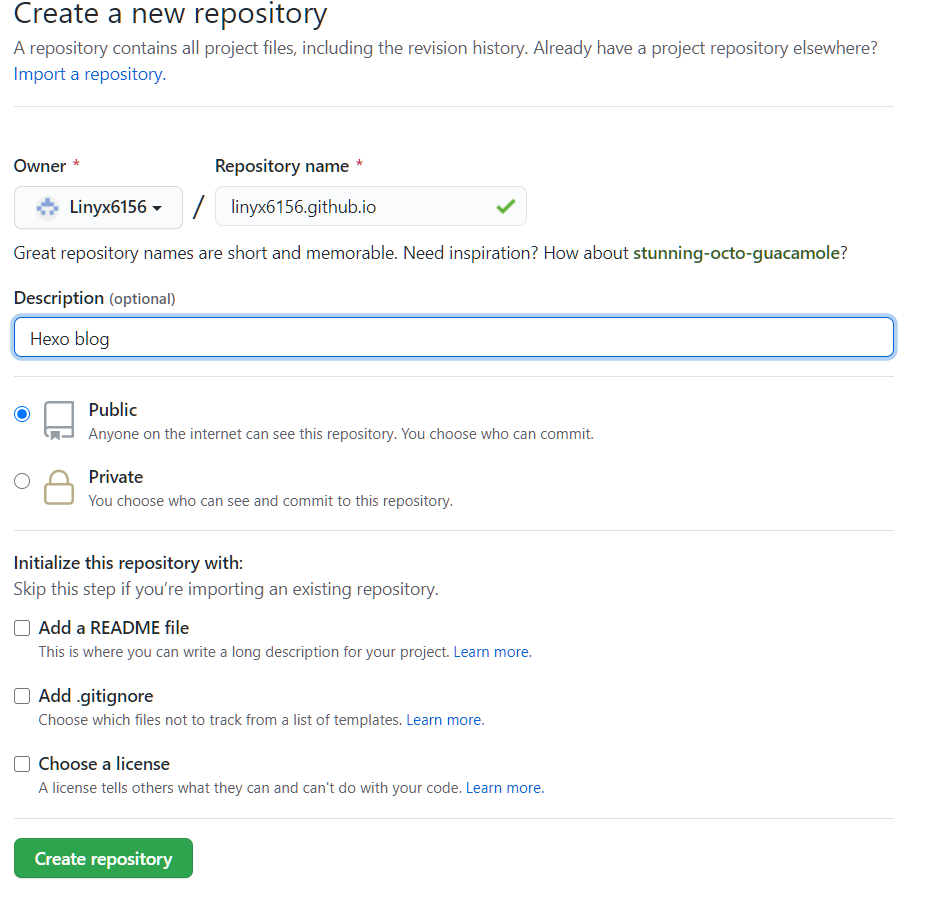 Create a new repository
A repository contains all project files, including the revision history. Already have a project repository elsewhere?
Import a repository.
Owner * Repository name *
Linyx6156 / linyx6156.github.io
Great repository names are short and memorable. Need inspiration? How about stunning-octo-guacamole?
Description (optional)
Hexo blog
Public
Anyone on the internet can see this repository. You choose who can commit.
Private
You choose who can see and commit to this repository.
Initialize this repository with:
Skip this step if you’re importing an existing repository.
Add a README file
This is where you can write a long description for your project. Learn more.
Add .gitignore
Choose which files not to track from a list of templates. Learn more.
Choose a license
A license tells others what they can and can't do with your code. Learn more.
Create repository